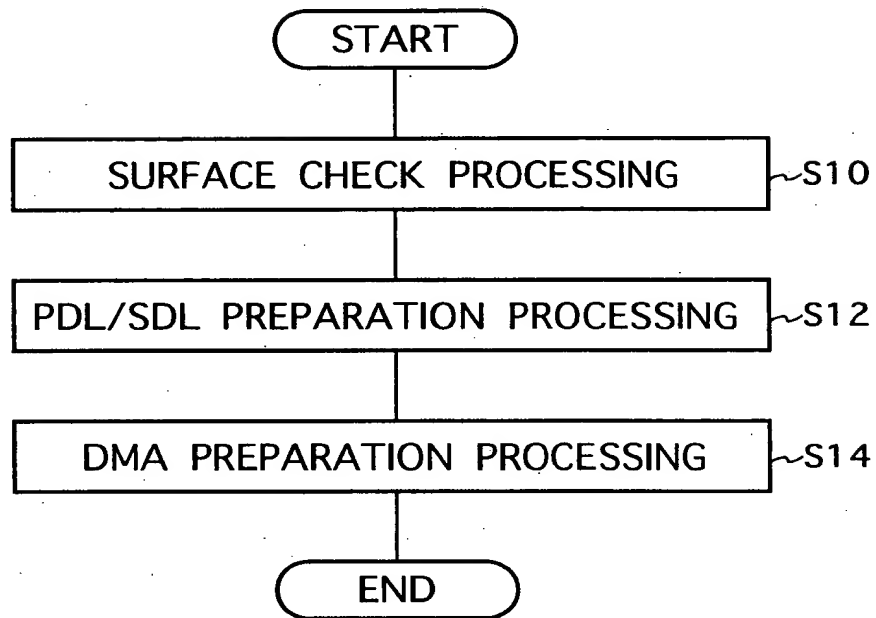 START
SURFACE CHECK PROCESSING S10
PDL/SDL PREPARATION PROCESSING S12
DMA PREPARATION PROCESSING S14
END